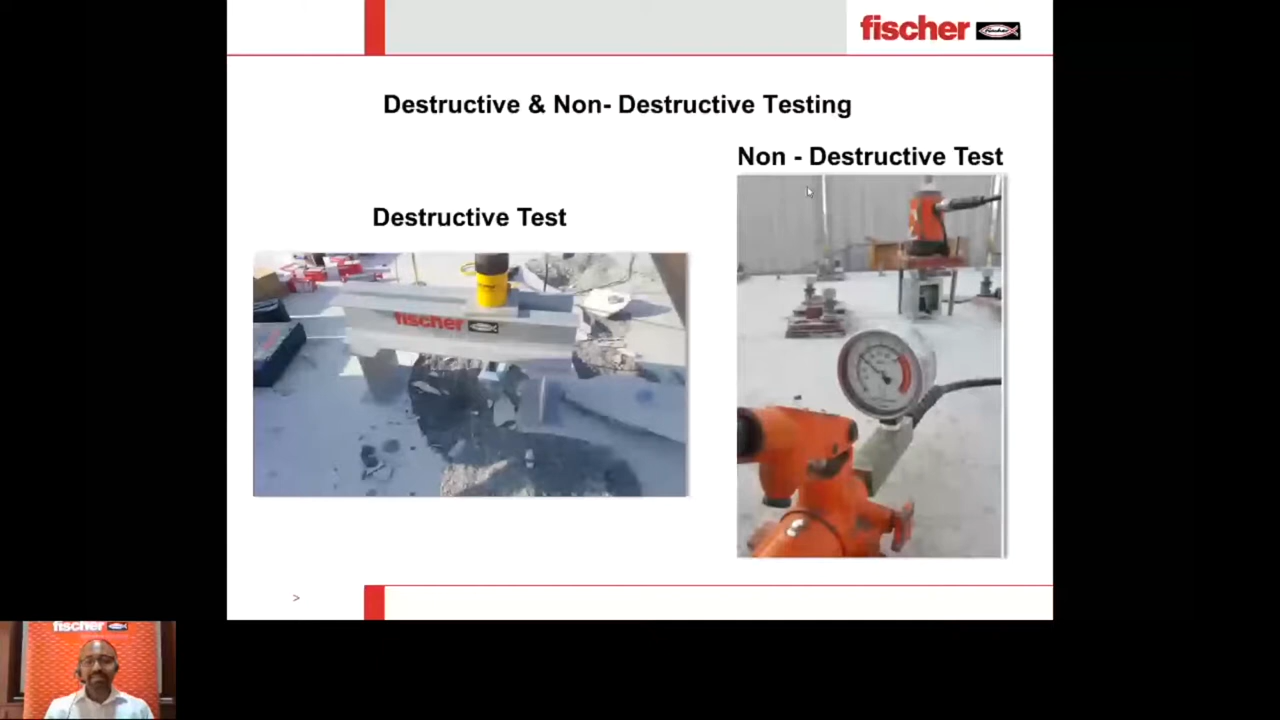 fischer
Destructive & Non- Destructive Testing
Non - Destructive Test
Destructive Test
fischer
>
fischer